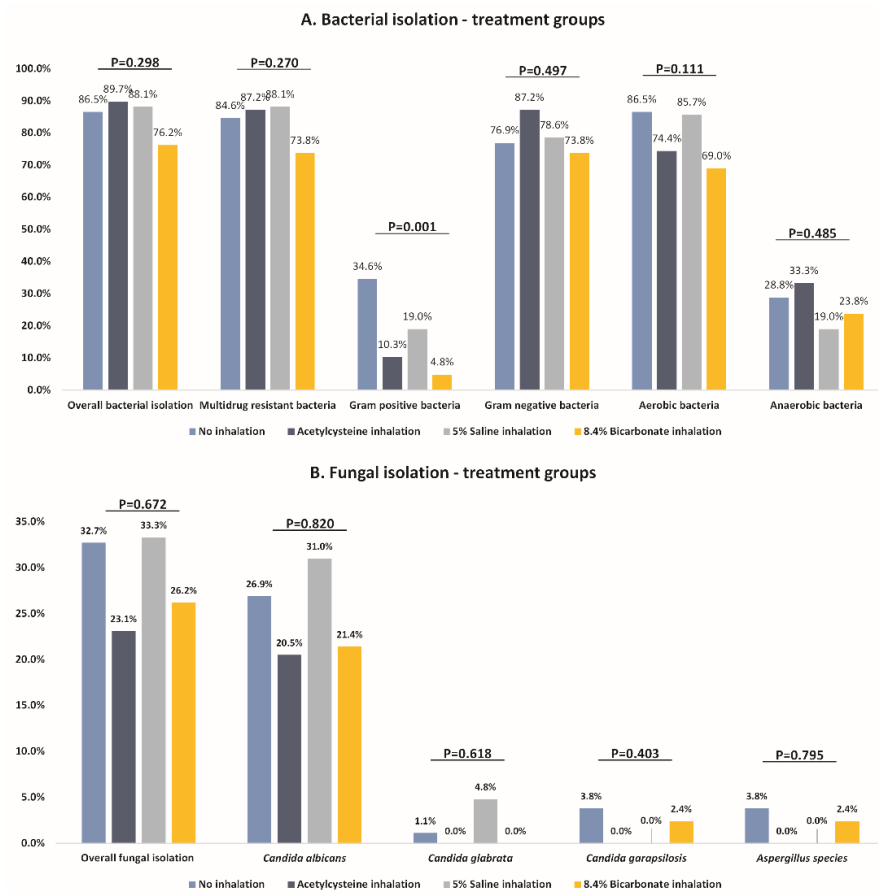 A. Bacterial isolation - treatment groups
P=0.298 P=0.270 P=0.497 P=0.111
100.0%
90.0%
80.0%
70.0%
60.0%
50.0%
40.0%
30.0%
20.0%
10.0%
0.0%
86.5% 89.7% 88.1% 76.2%
84.6% 87.2% 88.1% 73.8%
P=0.001
34.6% 10.3% 19.0% 4.8%
76.9% 87.2% 78.6% 73.8%
86.5% 74.4% 85.7% 69.0%
P=0.485
28.8% 33.3% 19.0% 23.8%
Overall bacterial isolation Multidrug resistant bacteria Gram positive bacteria Gram negative bacteria Aerobic bacteria Anaerobic bacteria
No inhalation Acetylcysteine inhalation 5% Saline inhalation 8.4% Bicarbonate inhalation
B. Fungal isolation - treatment groups
P=0.672 P=0.820
35.0%
30.0%
25.0%
20.0%
15.0%
10.0%
5.0%
0.0%
32.7% 23.1% 33.3% 26.2%
26.9% 20.5% 31.0% 21.4%
P=0.618 P=0.403 P=0.795
1.1% 0.0% 4.8% 0.0%
3.8% 0.0% 0.0% 2.4%
3.8% 0.0% 0.0% 2.4%
Overall fungal isolation Candida albicans Candida glabrata Candida garapsilosis Aspergillus species
No inhalation Acetylcysteine inhalation 5% Saline inhalation 8.4% Bicarbonate inhalation